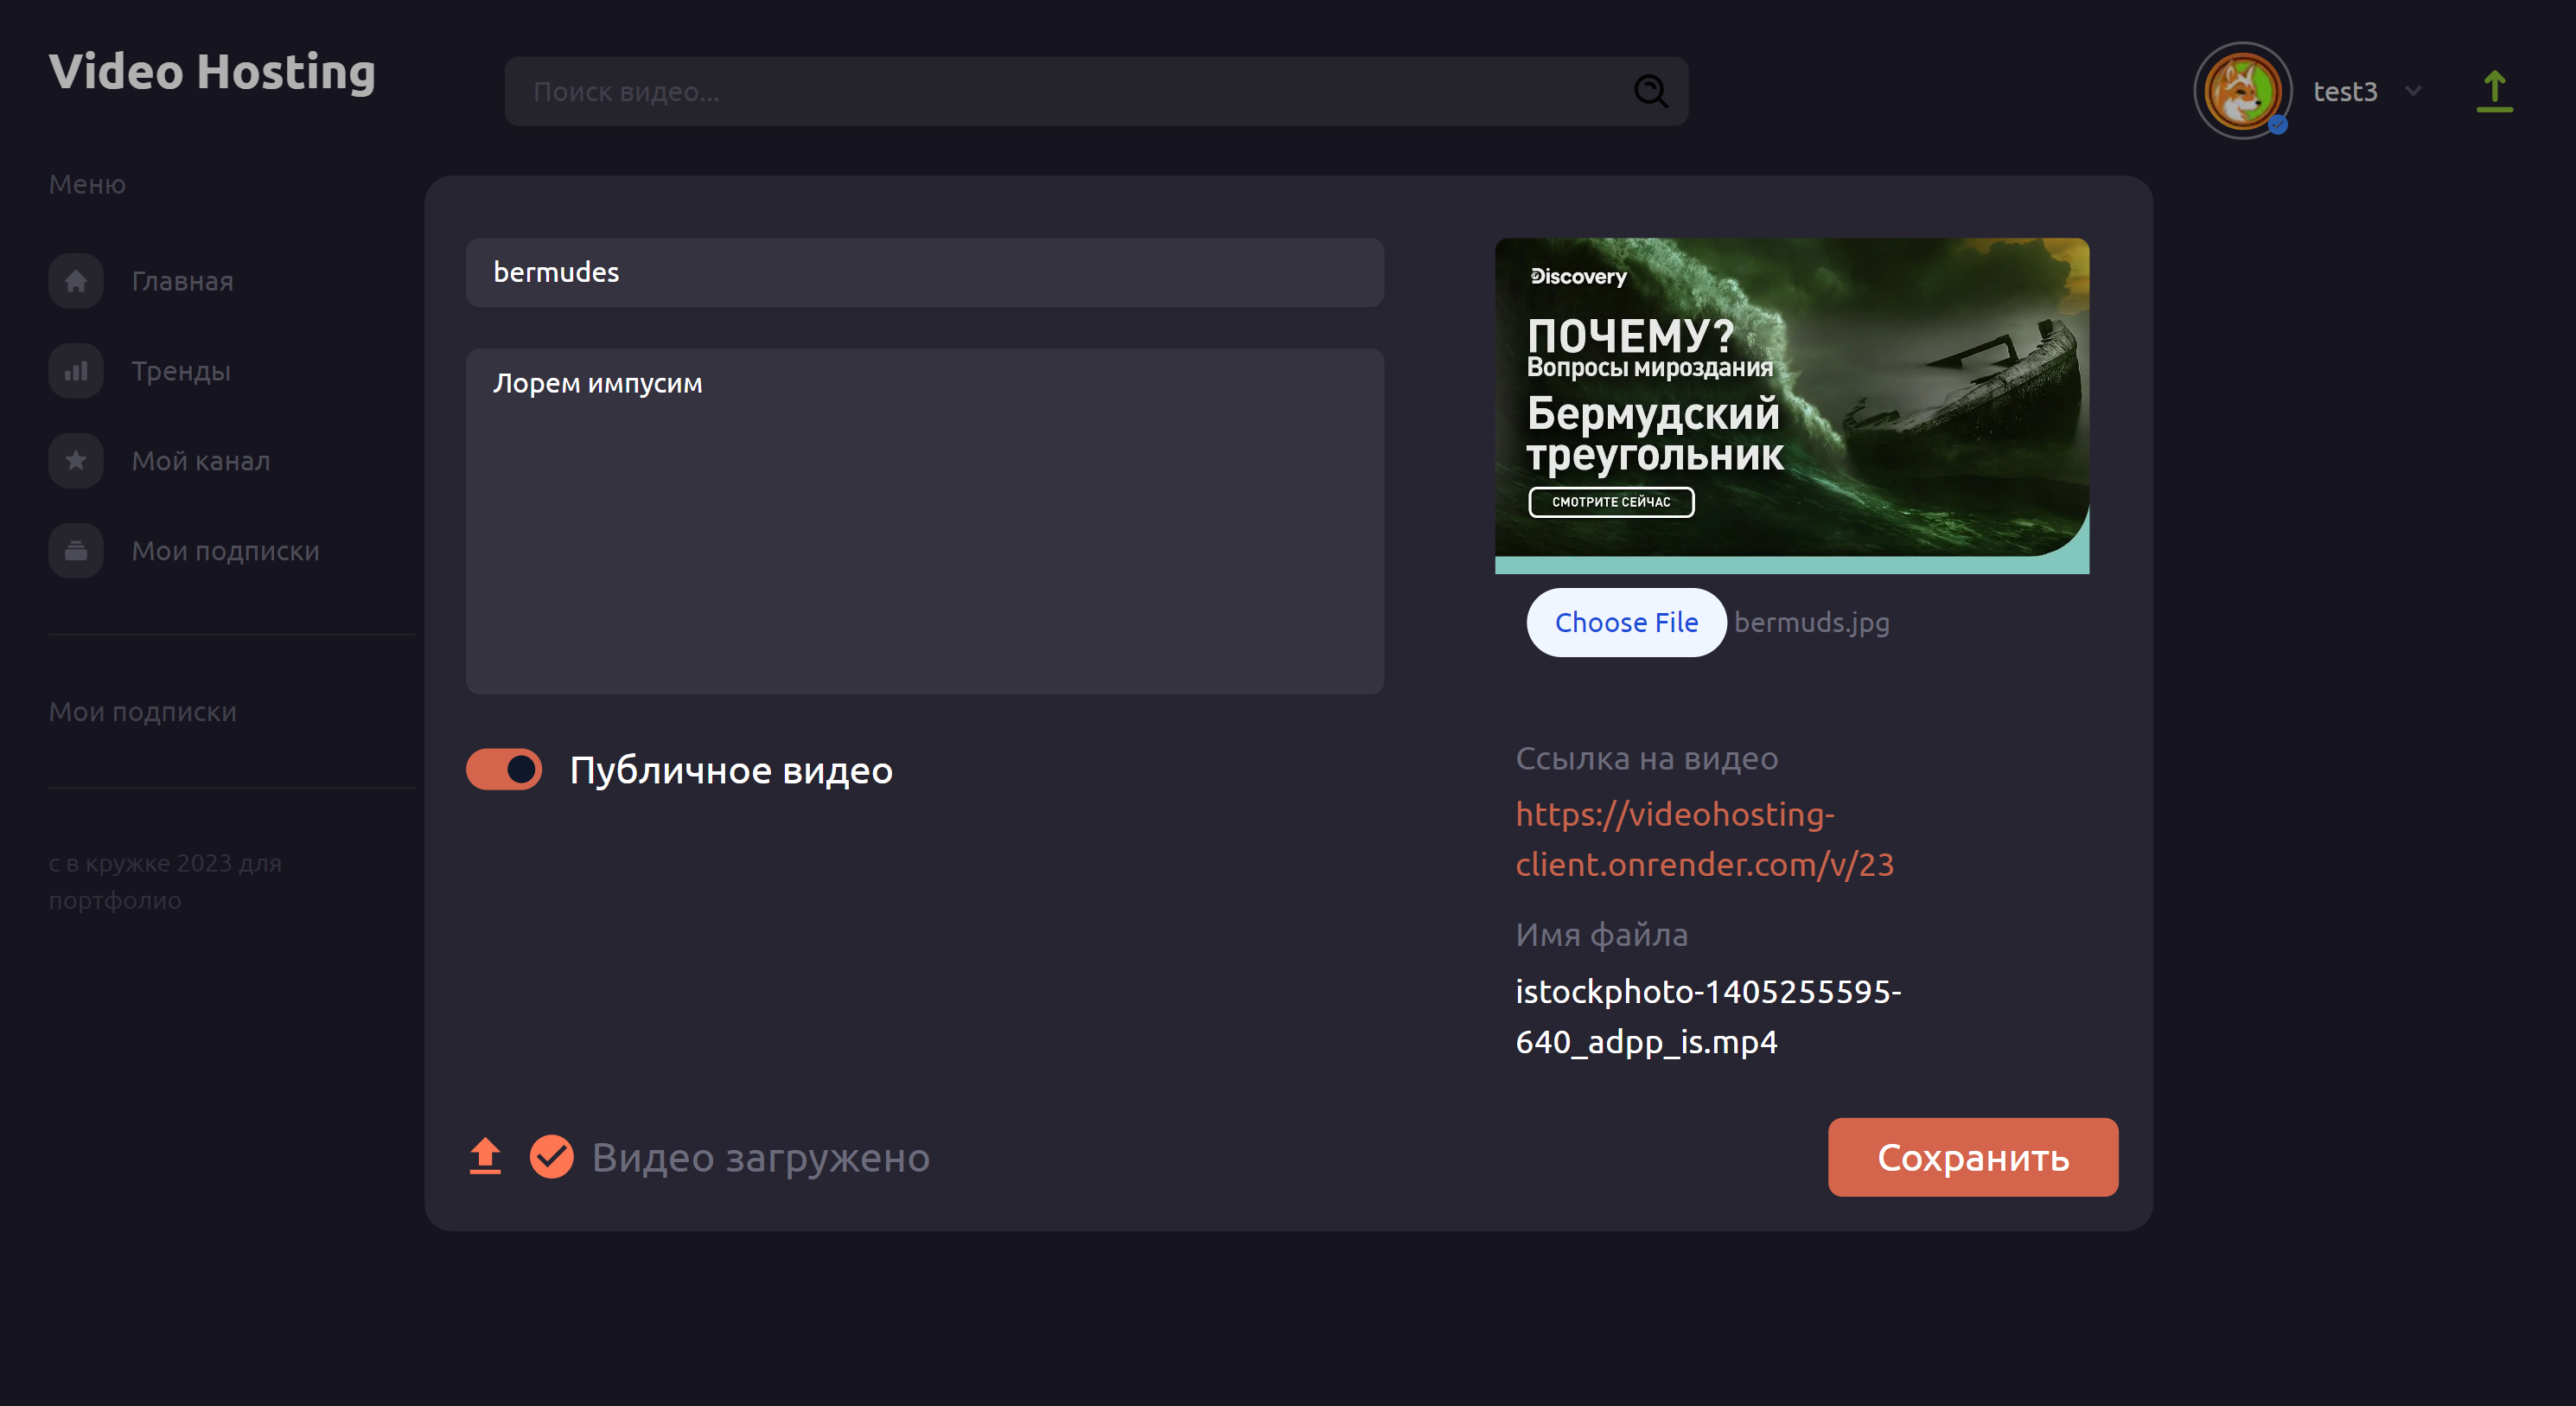 Video Hosting
Поиск видео...
test3
Меню
Главная
Тренды
Мой канал
Мои подписки
Мои подписки
с в кружке 2023 для
портфолио
bermudes
Лорем импусим
Публичное видео
Discovery
ПОЧЕМУ?
Вопросы мироздания
Бермудский
треугольник
СМОТРИТЕ СЕЙЧАС
Choose File bermuds.jpg
Ссылка на видео
https://videohosting-
client.onrender.com/v/23
Имя файла
istockphoto-1405255595-
640_adpp_is.mp4
Видео загружено
Сохранить